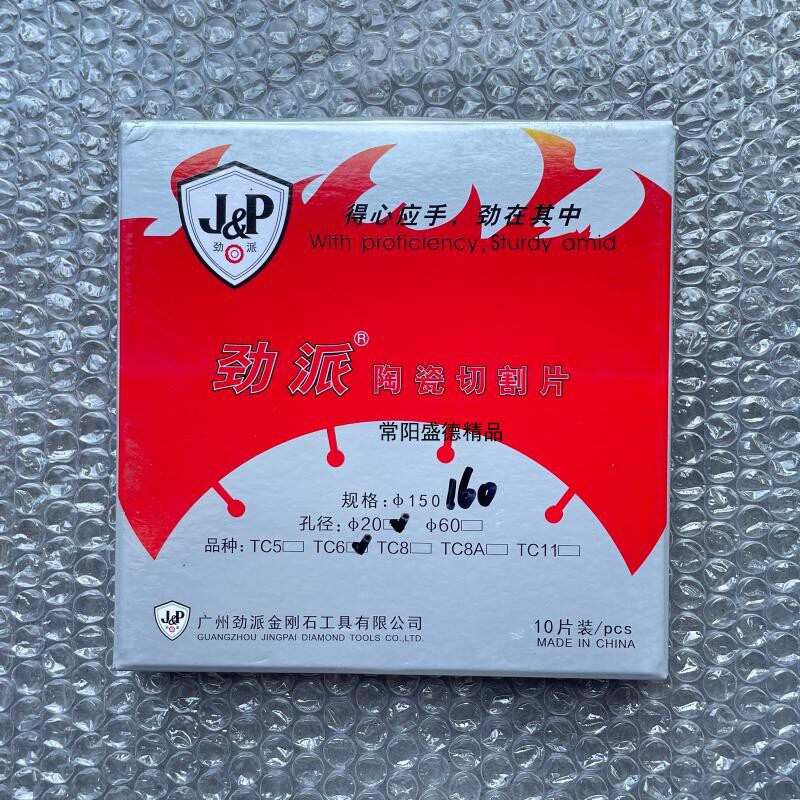 J&P
劲派
得心应手，劲在其中
With proficiency,Sturdy amid
劲派® 陶瓷切割片
常阳盛德精品
规格:Φ150 160
孔径:Φ20☑ Φ60□
品种:TC5□ TC6☑ TC8□ TC8A□ TC11□
J&P
广州劲派金刚石工具有限公司
GUANGZHOU JINGPAI DIAMOND TOOLS CO.,LTD.
10片装/pcs
MADE IN CHINA